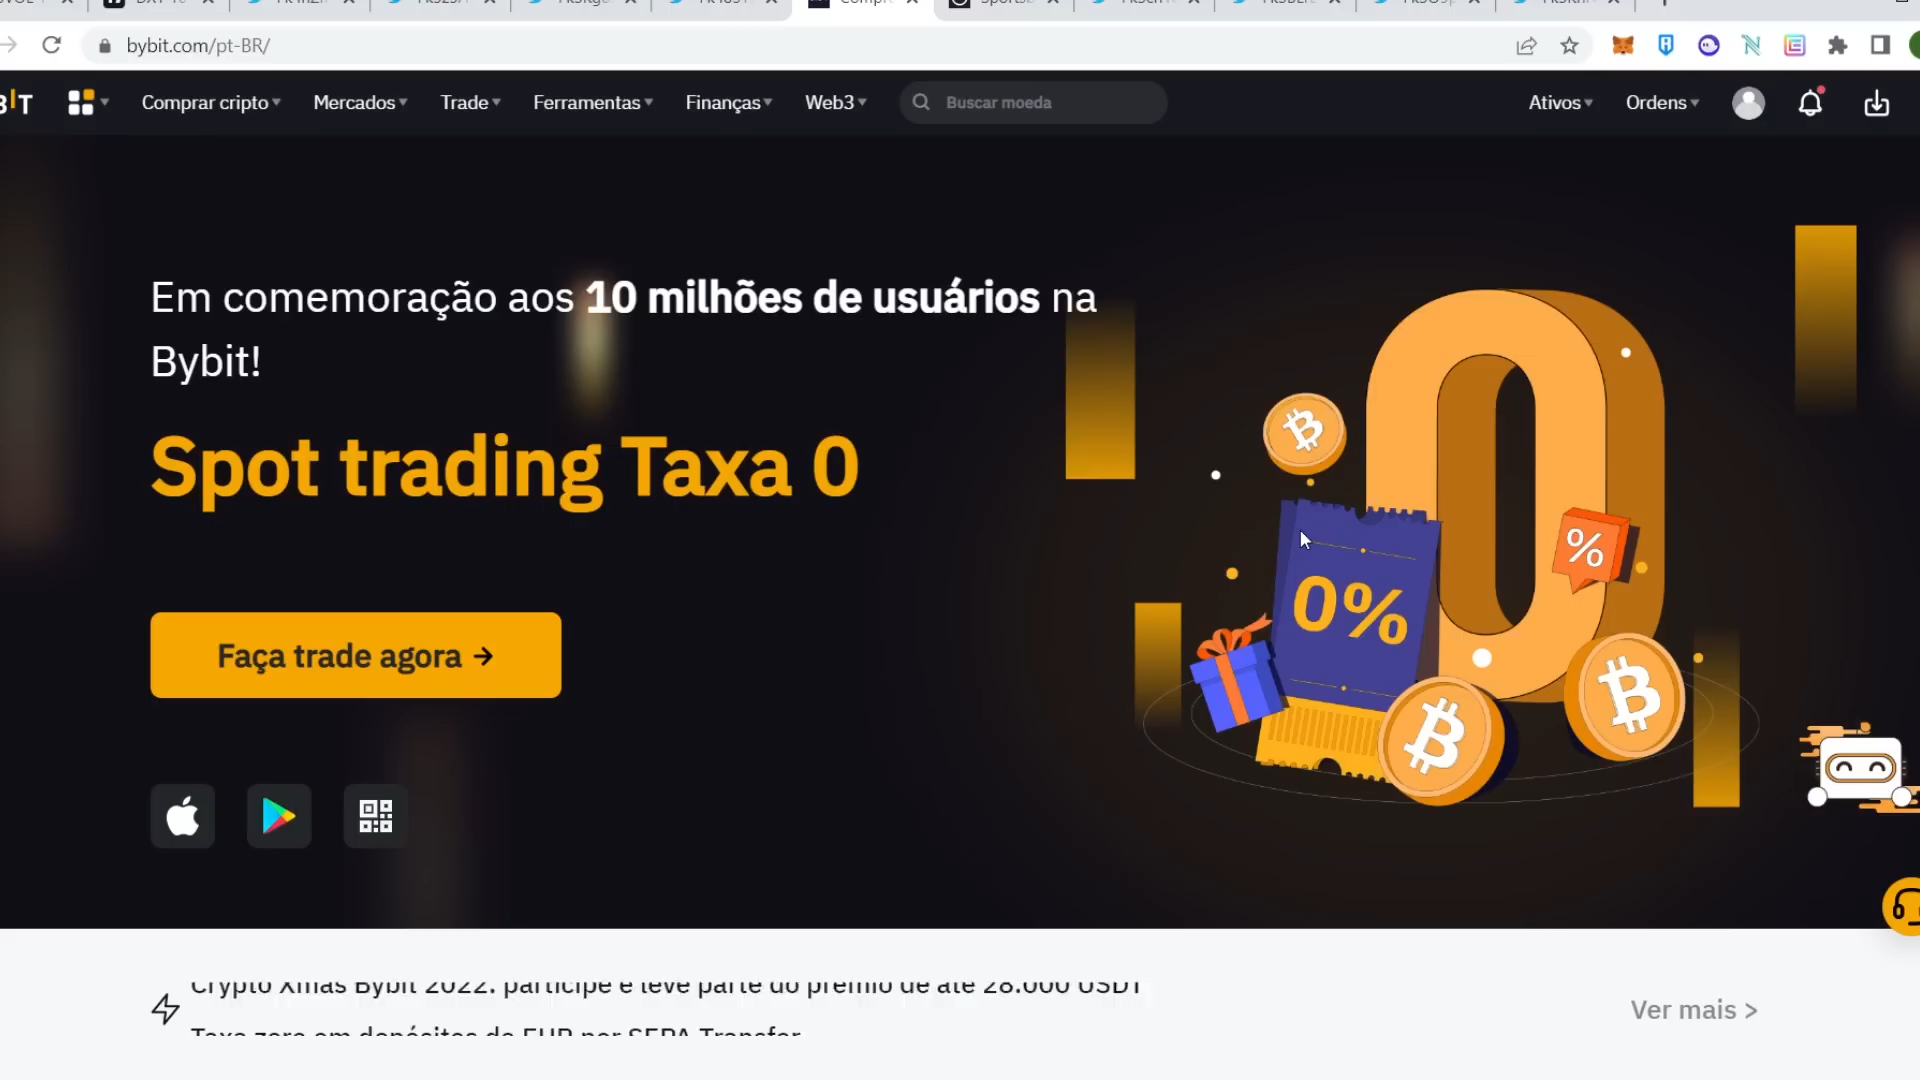 bybit.com/pt-BR/
Comprar cripto
Mercados
Trade
Ferramentas
Finanças
Web3
Buscar moeda
Ativos
Ordens
Em comemoração aos 10 milhões de usuários na
Bybit!
Spot trading Taxa 0
Faça trade agora →
0%
%
Crypto Xmas Bybit 2022: participe e leve parte do prêmio de até 28.000 USDT
Taxa zero em depósitos de EUR por SEPA Transfer
Ver mais >